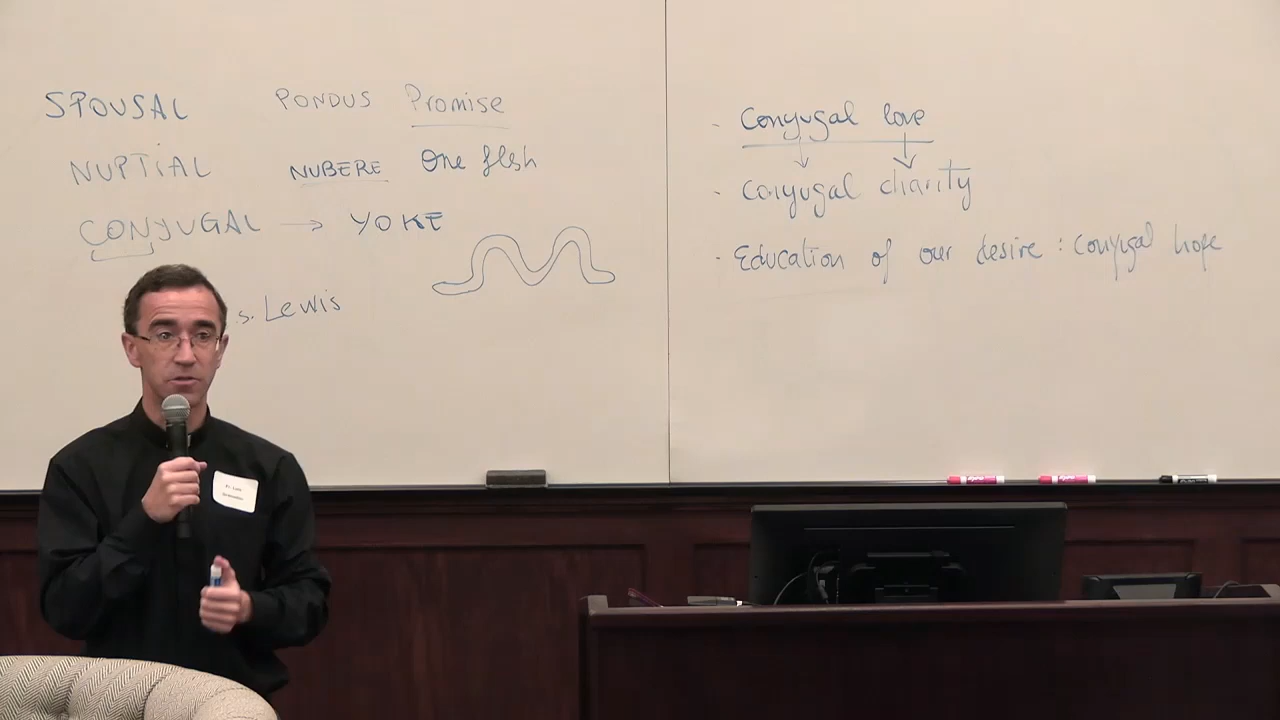 SPOUSAL PONDUS Promise
NUPTIAL NUBERE One flesh
CONJUGAL → YOKE
s. Lewis
- Conjugal love
- Conjugal charity
- Education of our desire : conjugal hope